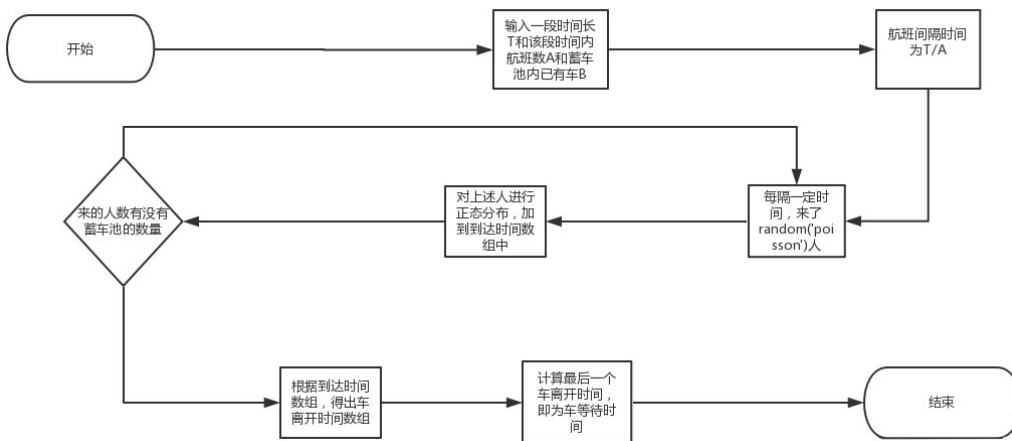 开始
输入一段时间长
T和该段时间内
航班数A和蓄车
池内已有车B
航班间隔时间
为T/A
来的人数有没有
蓄车池的数量
对上述人进行
正态分布，加
到到达时间数
组中
每隔一定时
间，来了
random('poi
sson')人
根据到达时间
数组，得出车
离开时间数组
计算最后一个
车离开时间，
即为车等待时
间
结束